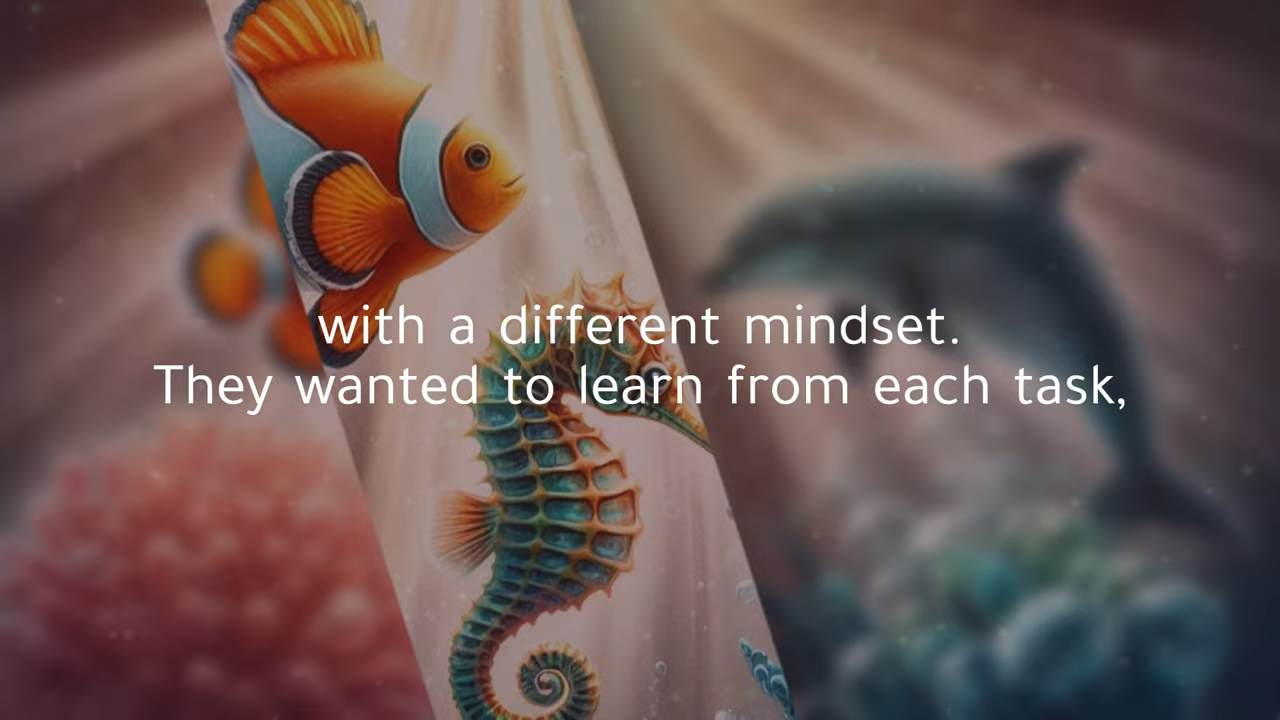 with a different mindset.
They wanted to learn from each task,